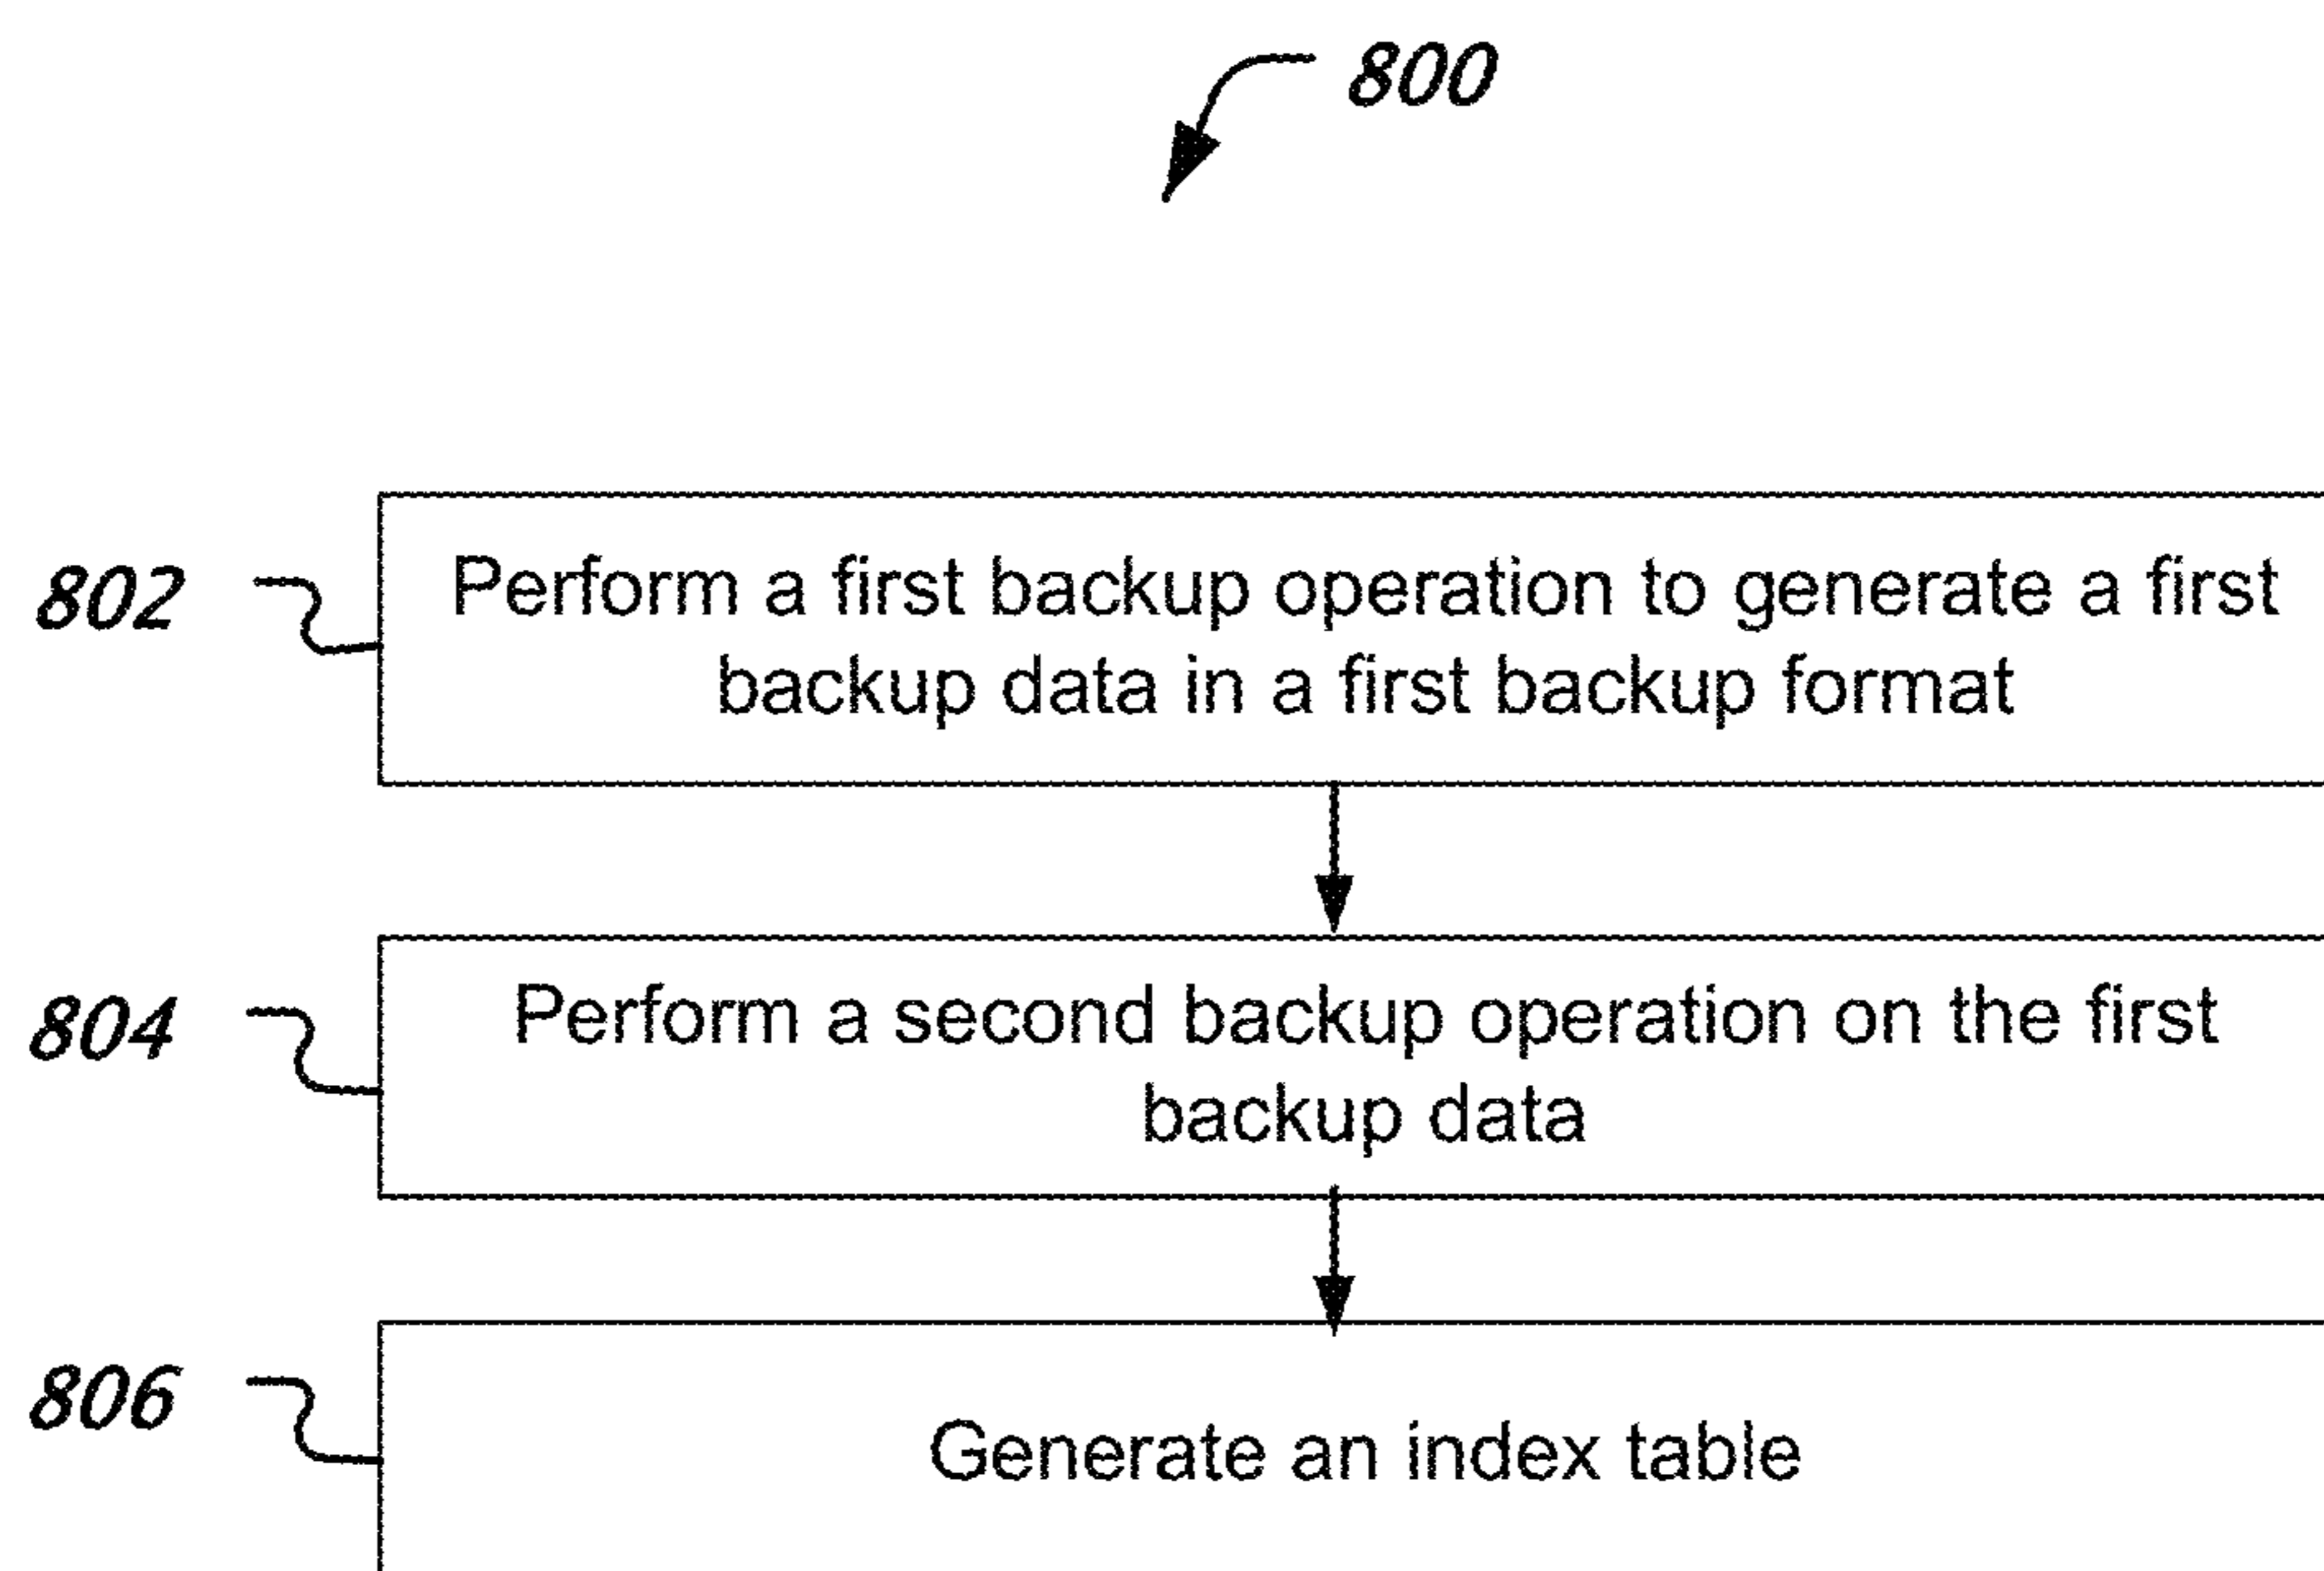 800
802
Perform a first backup operation to generate a first
backup data in a first backup format
804
Perform a second backup operation on the first
backup data
806
Generate an index table